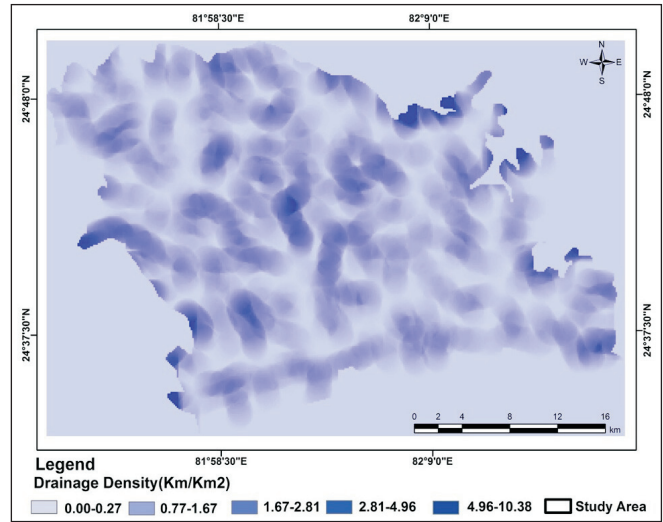 81°58'30"E 82°9'0"E
N
W E
S
24°48'0"N 24°48'0"N
24°37'30"N 24°37'30"N
0 2 4 8 12 16
km
81°58'30"E 82°9'0"E
Legend
Drainage Density(Km/Km2)
0.00-0.27 0.77-1.67 1.67-2.81 2.81-4.96 4.96-10.38 Study Area